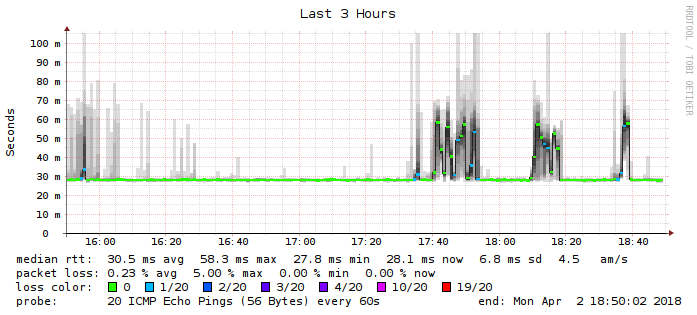 Last 3 Hours
RRDTOOL / TOBI OETIKER
Seconds
100 m
90 m
80 m
70 m
60 m
50 m
40 m
30 m
20 m
10 m
0
16:00 16:20 16:40 17:00 17:20 17:40 18:00 18:20 18:40
median rtt: 30.5 ms avg 58.3 ms max 27.8 ms min 28.1 ms now 6.8 ms sd 4.5 am/s
packet loss: 0.23 % avg 5.00 % max 0.00 % min 0.00 % now
loss color: 0 1/20 2/20 3/20 4/20 10/20 19/20
probe: 20 ICMP Echo Pings (56 Bytes) every 60s end: Mon Apr 2 18:50:02 2018